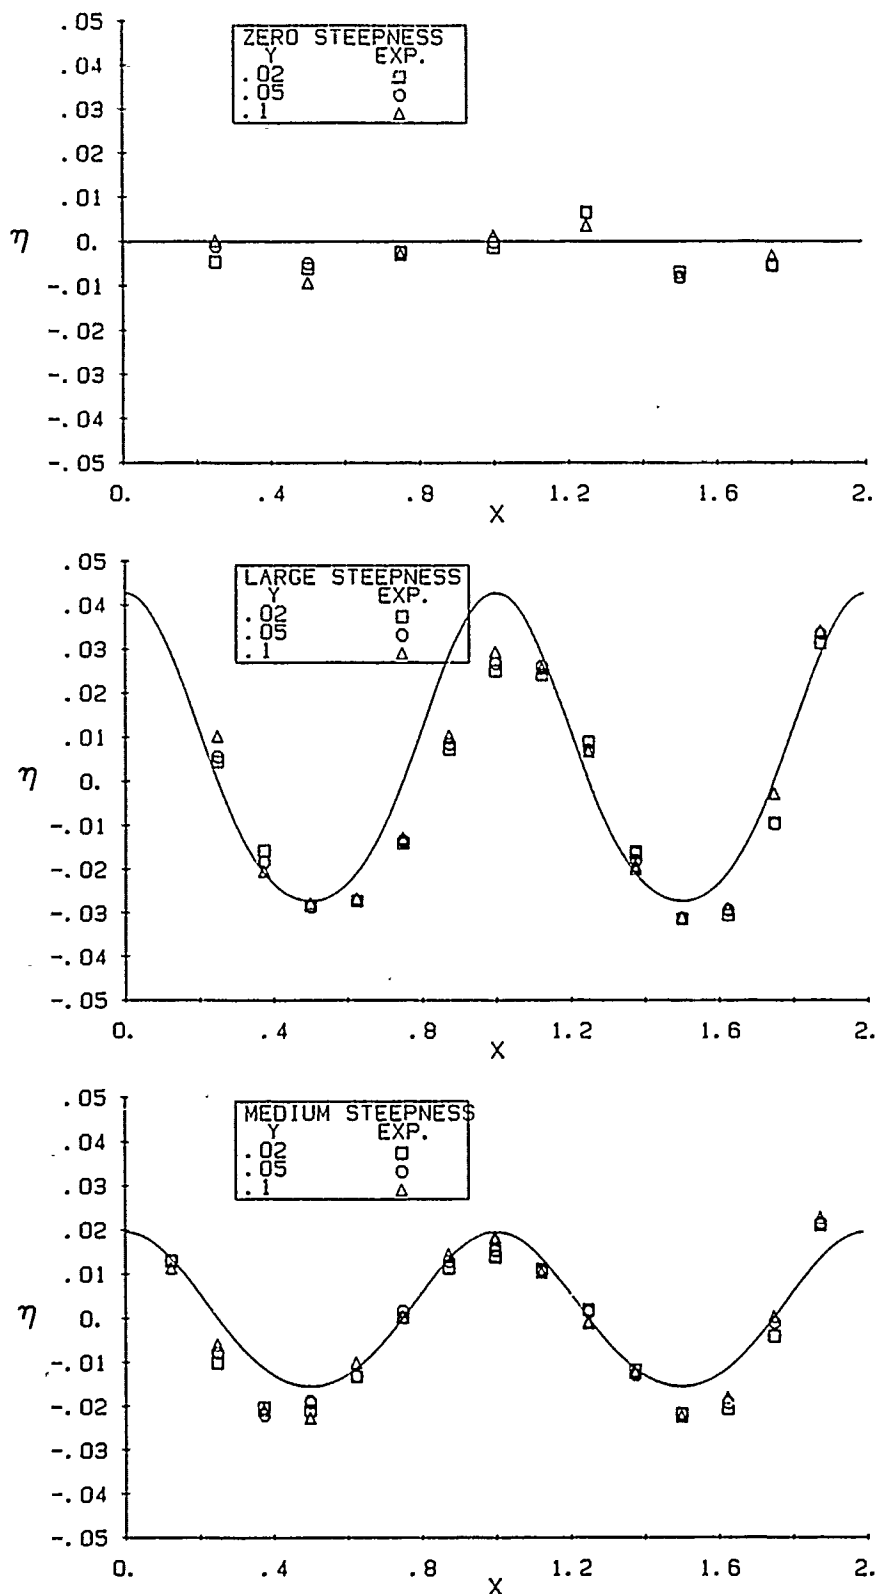 .05
.04
.03
.02
.01
0.
-.01
-.02
-.03
-.04
-.05
η
ZERO STEEPNESS
Y EXP.
.02
.05
.1
0. .4 .8 1.2 1.6 2.
X
.05
.04
.03
.02
.01
0.
-.01
-.02
-.03
-.04
-.05
η
LARGE STEEPNESS
Y EXP.
.02
.05
.1
0. .4 .8 1.2 1.6 2.
X
.05
.04
.03
.02
.01
0.
-.01
-.02
-.03
-.04
-.05
η
MEDIUM STEEPNESS
Y EXP.
.02
.05
.1
0. .4 .8 1.2 1.6 2.
X